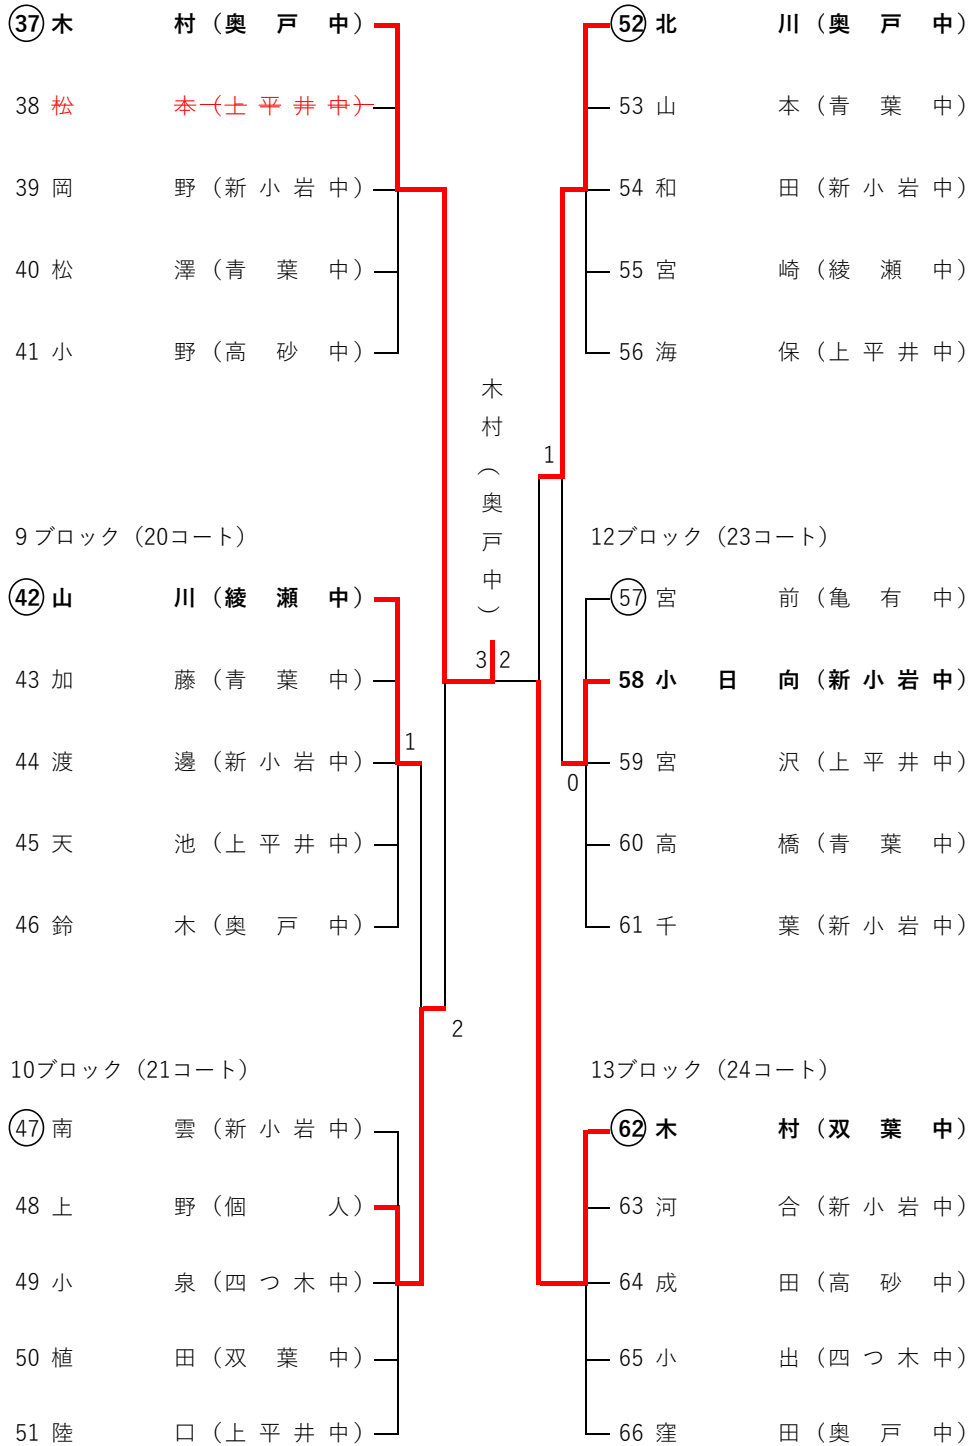 37 木村（奥戸中）
38 松本（上平井中）
39 岡野（新小岩中）
40 松澤（青葉中）
41 小野（高砂中）
9 ブロック（20コート）
42 山川（綾瀬中）
43 加藤（青葉中）
44 渡邊（新小岩中）
45 天池（上平井中）
46 鈴木（奥戸中）
1
10ブロック（21コート）
47 南雲（新小岩中）
48 上野（個人）
49 小泉（四つ木中）
50 植田（双葉中）
51 陸口（上平井中）
2
木村（奥戸中）
3 2
52 北川（奥戸中）
53 山本（青葉中）
54 和田（新小岩中）
55 宮崎（綾瀬中）
56 海保（上平井中）
1
12ブロック（23コート）
57 宮前（亀有中）
58 小日向（新小岩中）
59 宮沢（上平井中）
60 高橋（青葉中）
61 千葉（新小岩中）
0
13ブロック（24コート）
62 木村（双葉中）
63 河合（新小岩中）
64 成田（高砂中）
65 小出（四つ木中）
66 窪田（奥戸中）